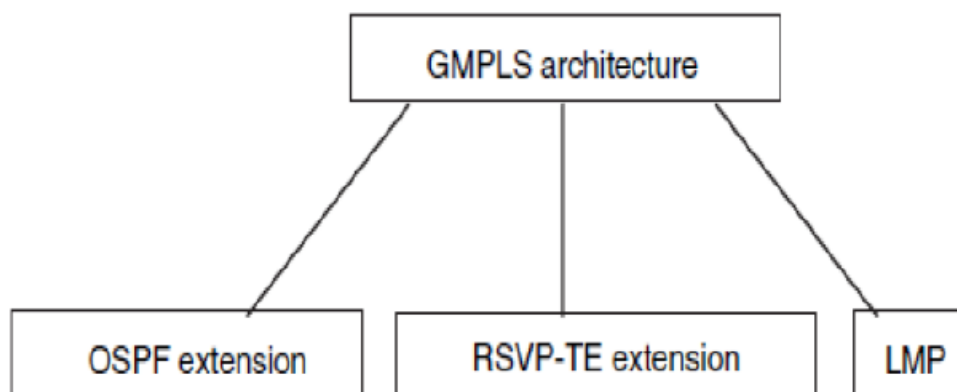 GMPLS architecture
OSPF extension
RSVP-TE extension
LMP